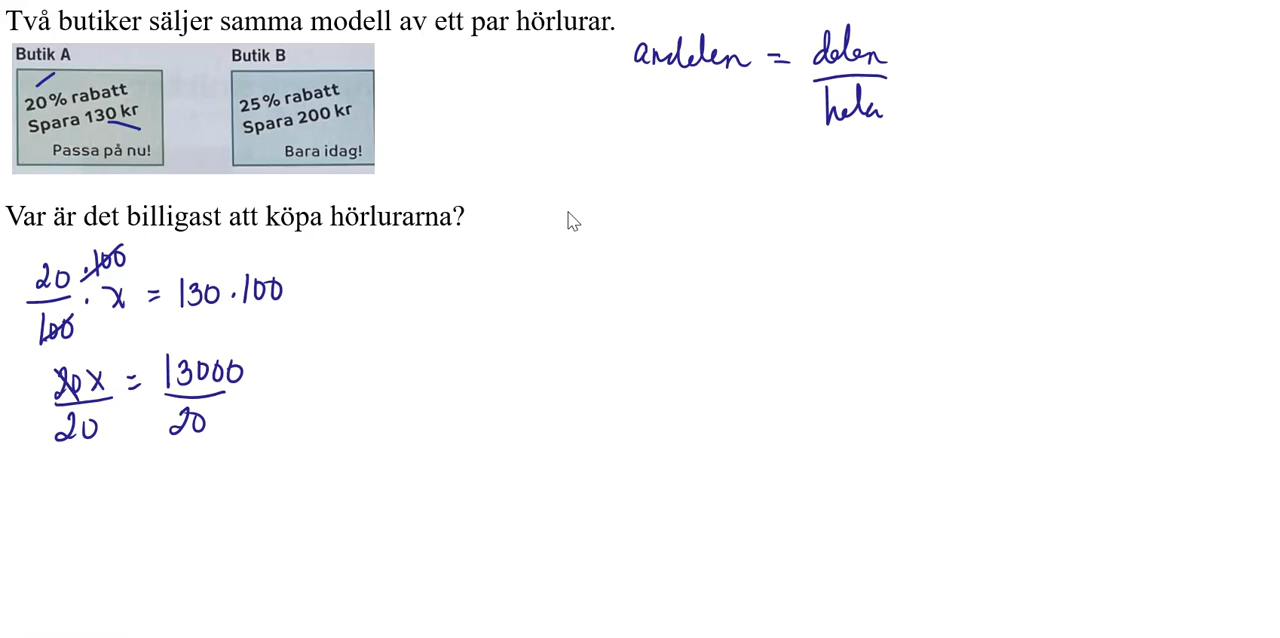 Två butiker säljer samma modell av ett par hörlurar.
andelen = delen / hela
Butik A
20% rabatt
Spara 130 kr
Passa på nu!
Butik B
25% rabatt
Spara 200 kr
Bara idag!
Var är det billigast att köpa hörlurarna?
20 · 100 / 100 · x = 130 · 100
20x / 20 = 13000 / 20